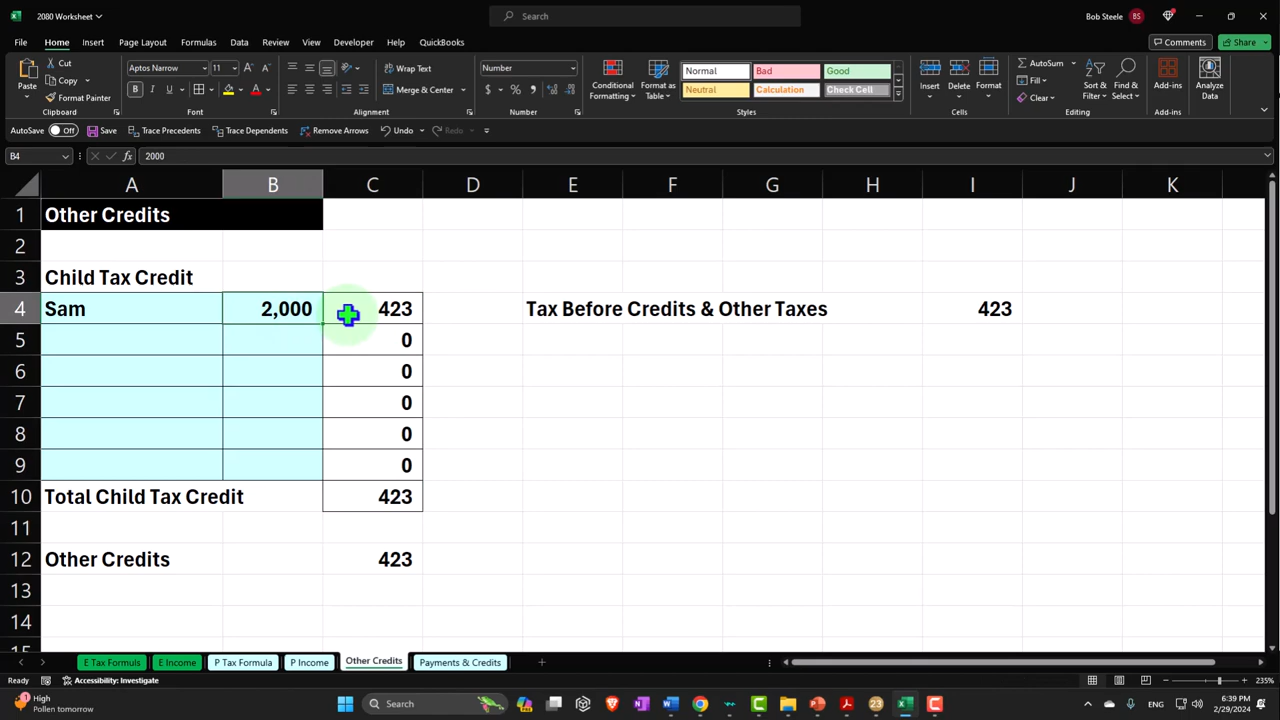 2080 Worksheet
Search
Bob Steele BS
File Home Insert Page Layout Formulas Data Review View Developer Help QuickBooks Comments Share
Paste Cut Copy Format Painter Clipboard
Aptos Narrow 11 Font
Wrap Text Merge & Center Alignment
Number Number
Conditional Formatting Format as Table Normal Bad Good Neutral Calculation Check Cell Styles
Insert Delete Format Cells
AutoSum Fill Clear Sort & Filter Find & Select Editing
Add-ins Add-ins Analyze Data
AutoSave Off Save Trace Precedents Trace Dependents Remove Arrows Undo Redo
B4 fx 2000
A B C D E F G H I J K
1 Other Credits
2
3 Child Tax Credit
4 Sam 2,000 423 Tax Before Credits & Other Taxes 423
5 0
6 0
7 0
8 0
9 0
10 Total Child Tax Credit 423
11
12 Other Credits 423
13
14
15
E Tax Formuls E Income P Tax Formula P Income Other Credits Payments & Credits
Ready Accessibility: Investigate 235%
High Pollen tomorrow
Search
ENG
6:39 PM
2/29/2024